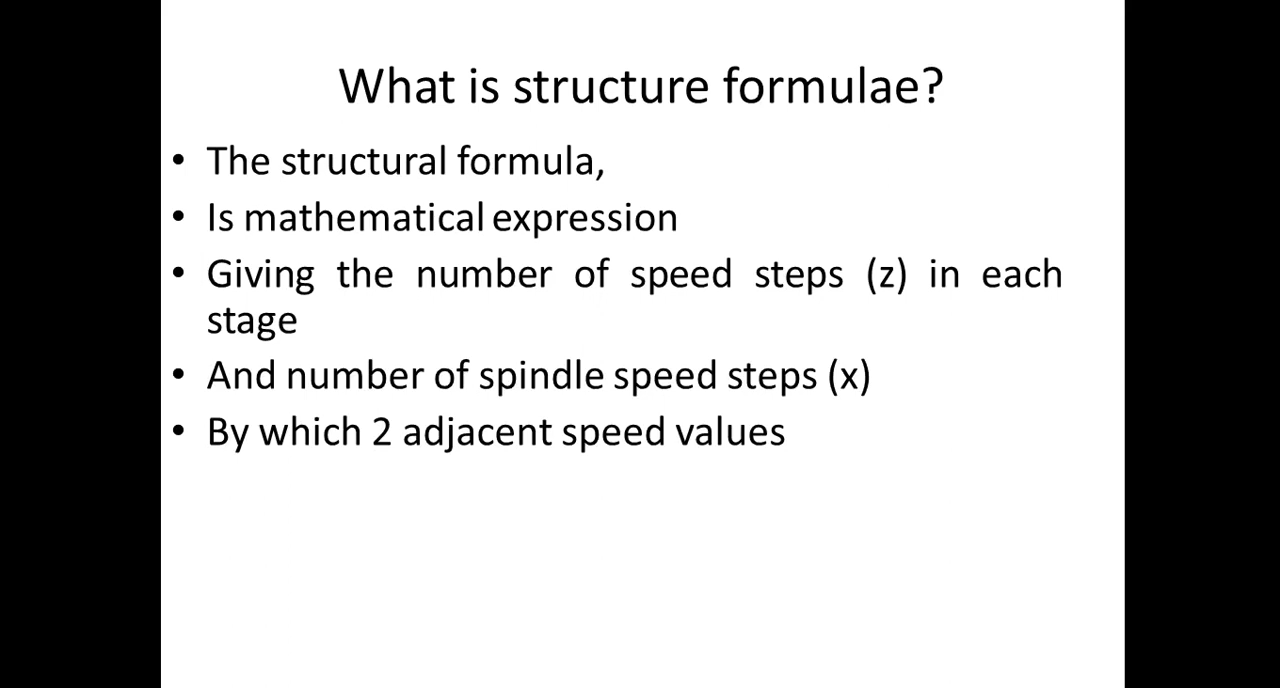 What is structure formulae?
• The structural formula,
• Is mathematical expression
• Giving the number of speed steps (z) in each
stage
• And number of spindle speed steps (x)
• By which 2 adjacent speed values